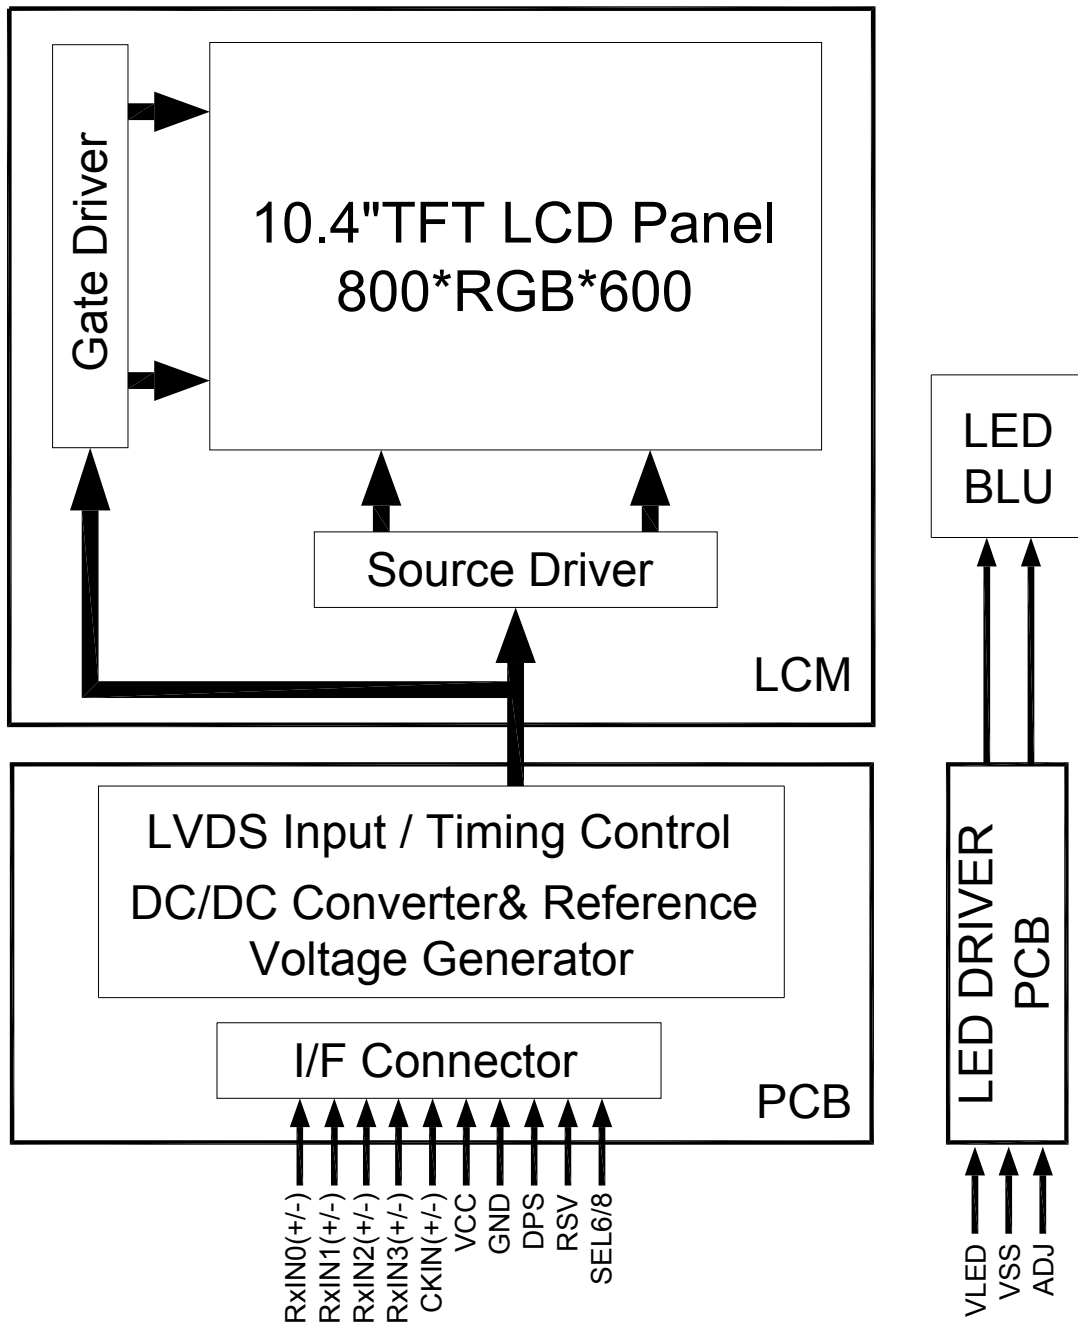 Gate Driver
10.4"TFT LCD Panel
800*RGB*600
Source Driver
LCM
LED
BLU
LVDS Input / Timing Control
DC/DC Converter& Reference
Voltage Generator
I/F Connector
PCB
LED DRIVER
PCB
RxIN0(+/-)
RxIN1(+/-)
RxIN2(+/-)
RxIN3(+/-)
CKIN(+/-)
VCC
GND
DPS
RSV
SEL6/8
VLED
VSS
ADJ